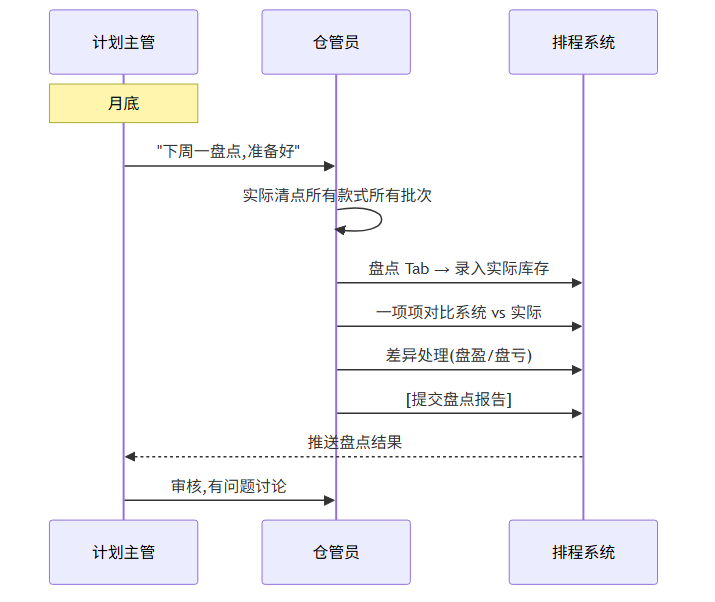 计划主管
仓管员
排程系统
月底
"下周一盘点,准备好"
实际清点所有款式所有批次
盘点 Tab → 录入实际库存
一项项对比系统 vs 实际
差异处理(盘盈/盘亏)
[提交盘点报告]
推送盘点结果
审核,有问题讨论
计划主管
仓管员
排程系统